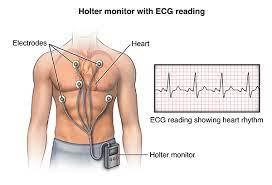 Holter monitor with ECG reading
Electrodes
Heart
ECG reading showing heart rhythm
Holter monitor